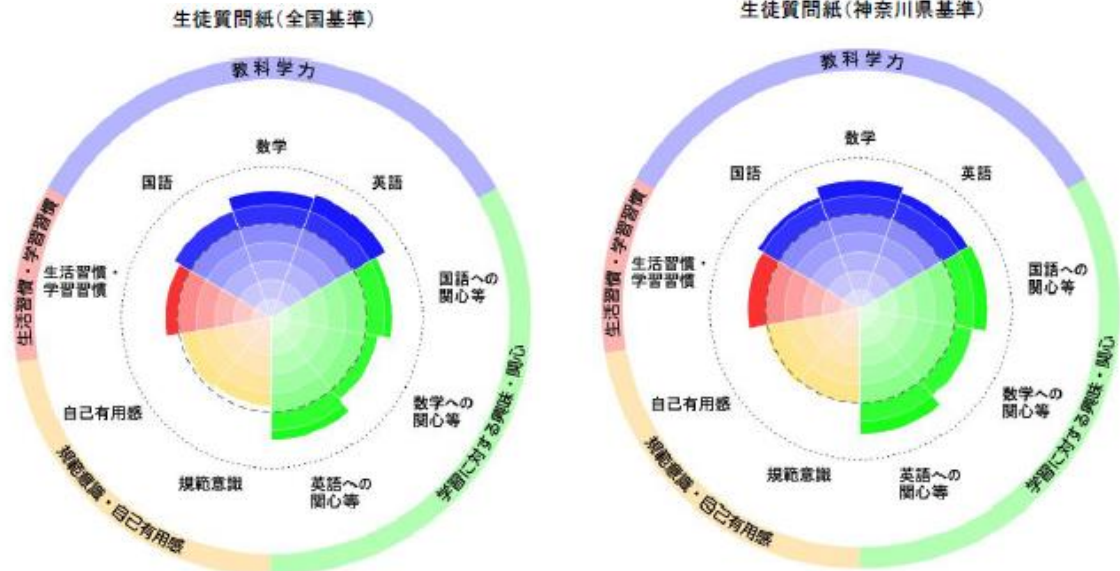 生徒質問紙(全国基準)
教科学力
数学
国語
英語
生活習慣・学習習慣
生活習慣・
学習習慣
国語への
関心等
自己有用感
数学への
関心等
規範意識
英語への
関心等
規範意識・自己有用感
学習に対する興味・関心
生徒質問紙(神奈川県基準)
教科学力
数学
国語
英語
生活習慣・学習習慣
生活習慣・
学習習慣
国語への
関心等
自己有用感
数学への
関心等
規範意識
英語への
関心等
規範意識・自己有用感
学習に対する興味・関心